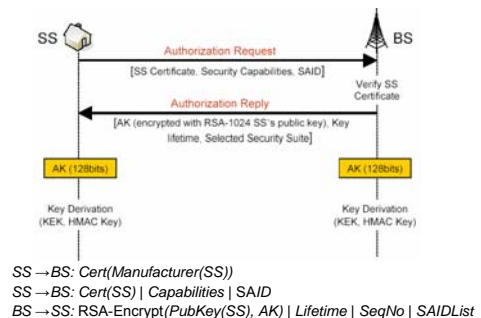 SS BS
Authorization Request
[SS Certificate, Security Capabilities, SAID]
Verify SS
Certificate
Authorization Reply
[AK (encrypted with RSA-1024 SS's public key), Key
lifetime, Selected Security Suite]
AK (128bits) AK (128bits)
Key Derivation Key Derivation
(KEK, HMAC Key) (KEK, HMAC Key)
SS →BS: Cert(Manufacturer(SS))
SS →BS: Cert(SS) | Capabilities | SAID
BS →SS: RSA-Encrypt(PubKey(SS), AK) | Lifetime | SeqNo | SAIDList